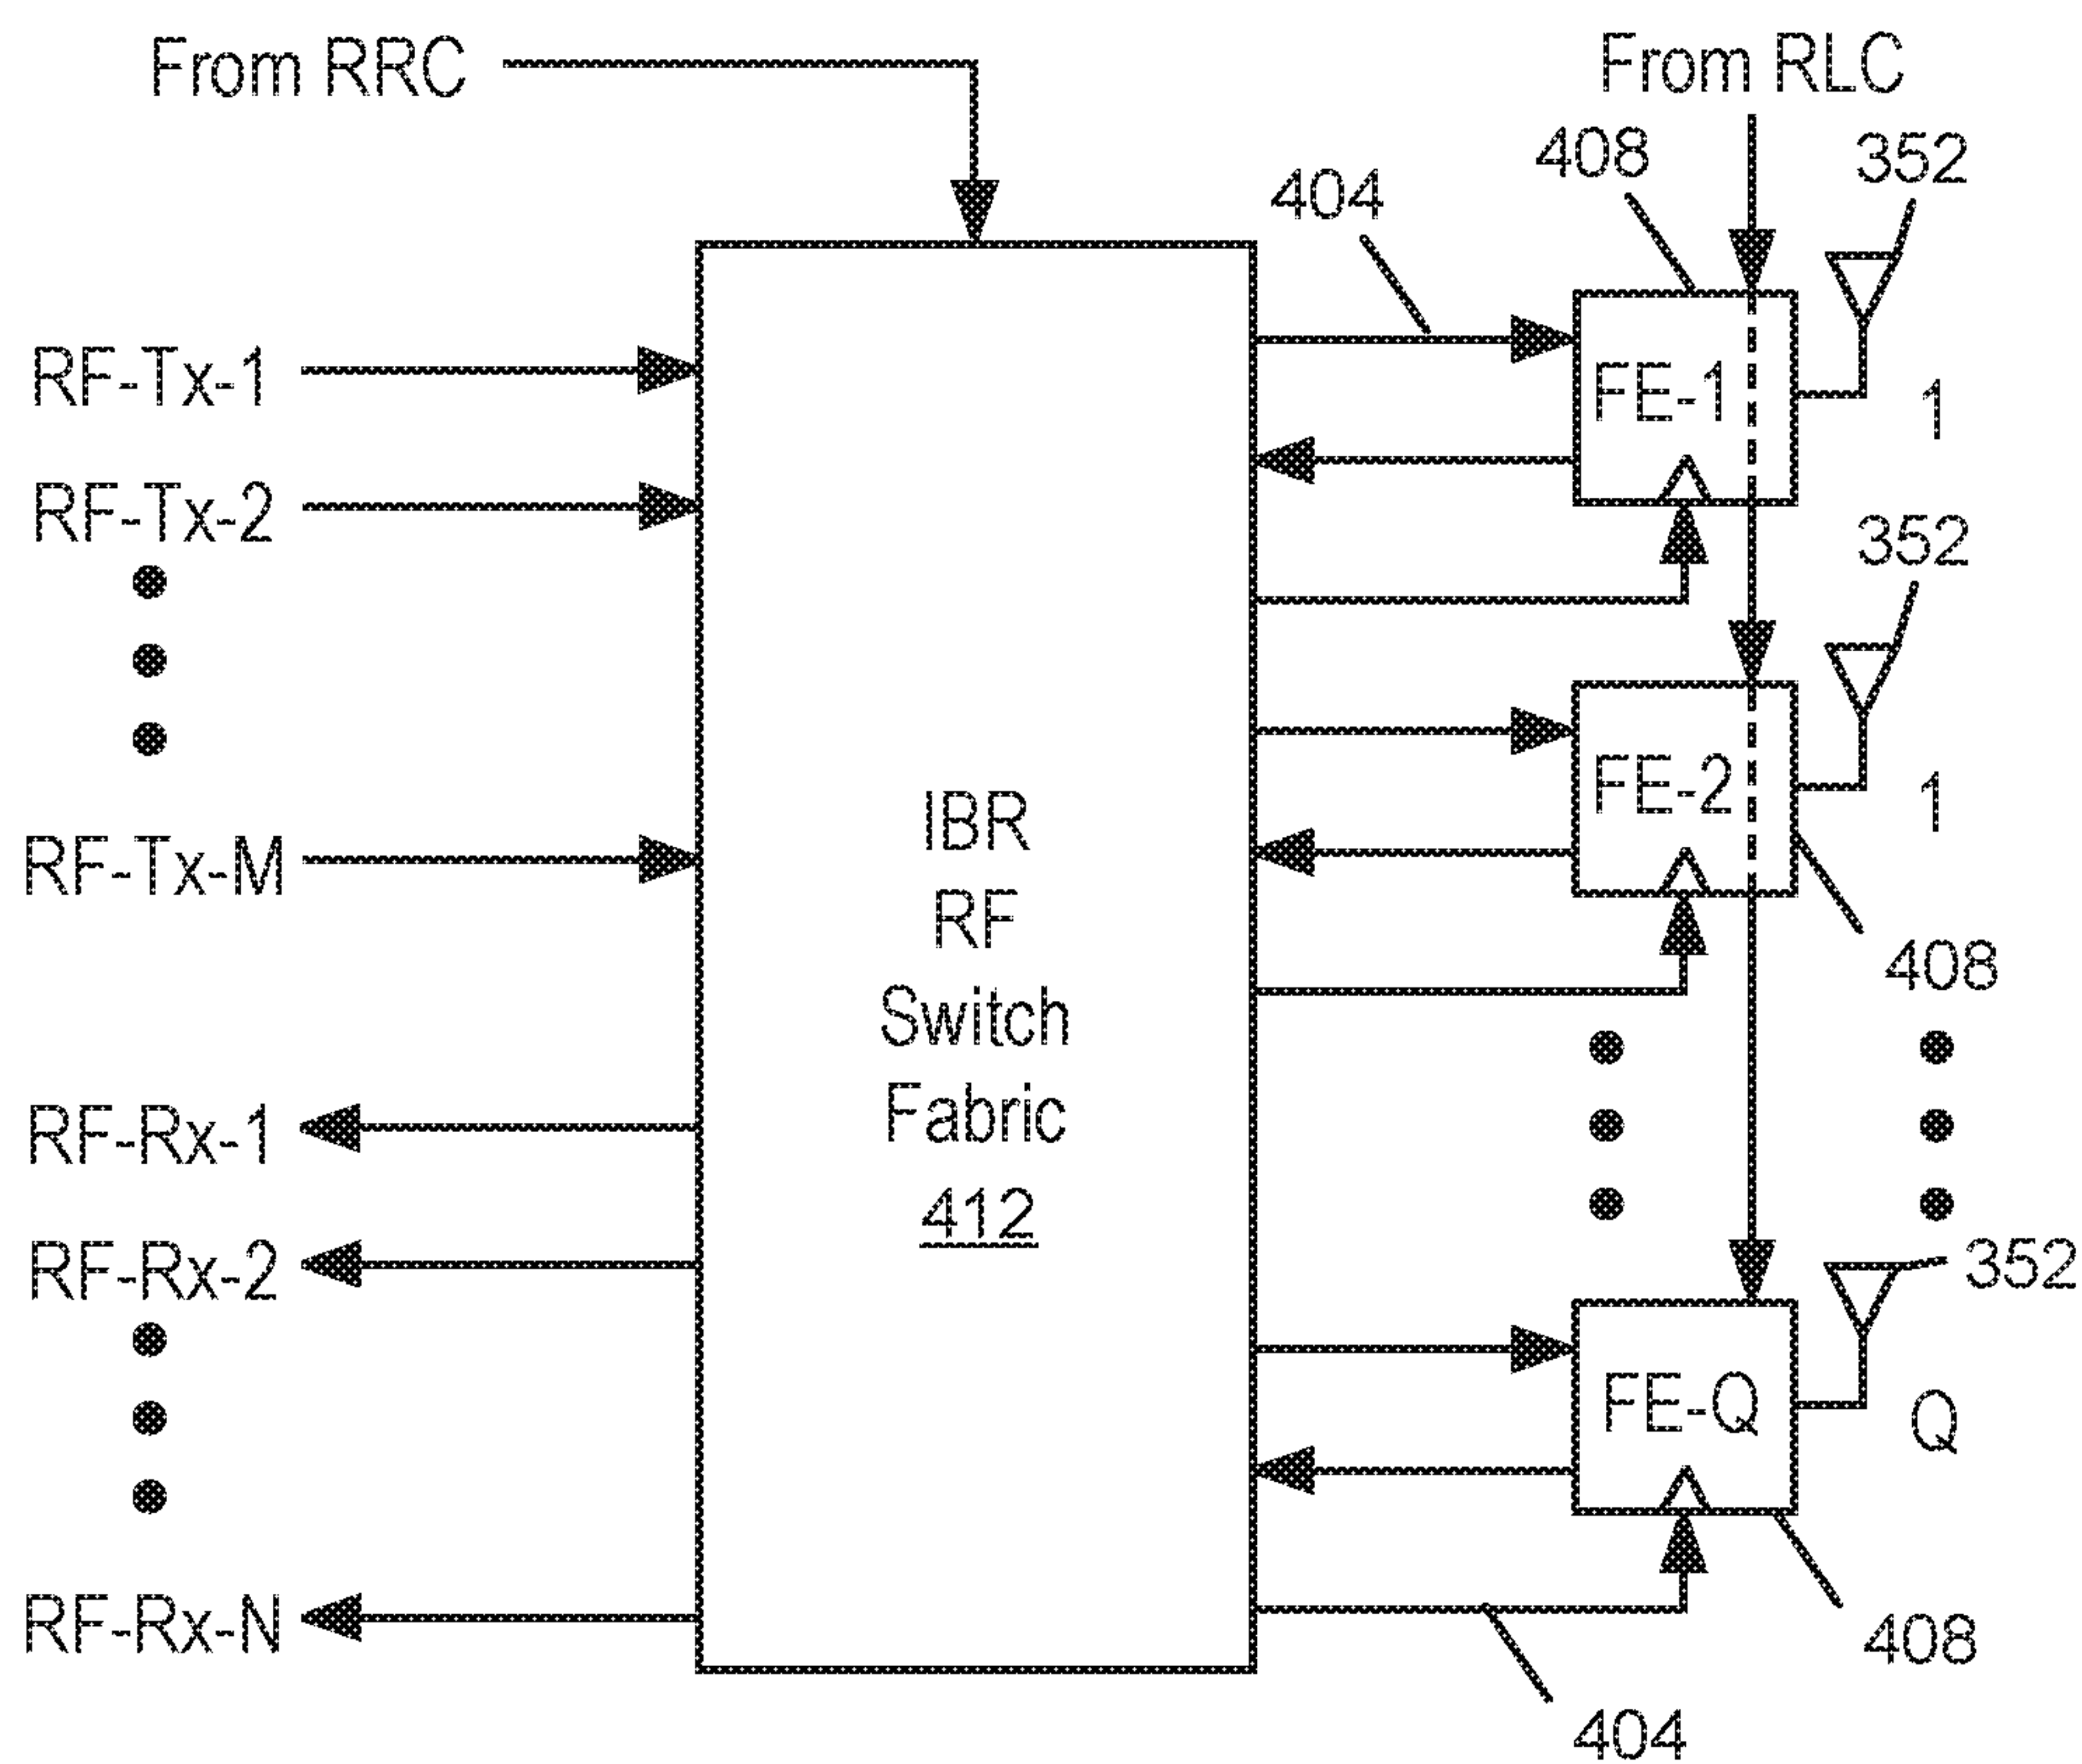 From RRC
From RLC
408
352
404
RF-Tx-1
FE-1
1
RF-Tx-2
352
FE-2
1
RF-Tx-M
408
IBR
RF
Switch
Fabric
412
RF-Rx-1
RF-Rx-2
352
FE-Q
Q
RF-Rx-N
408
404